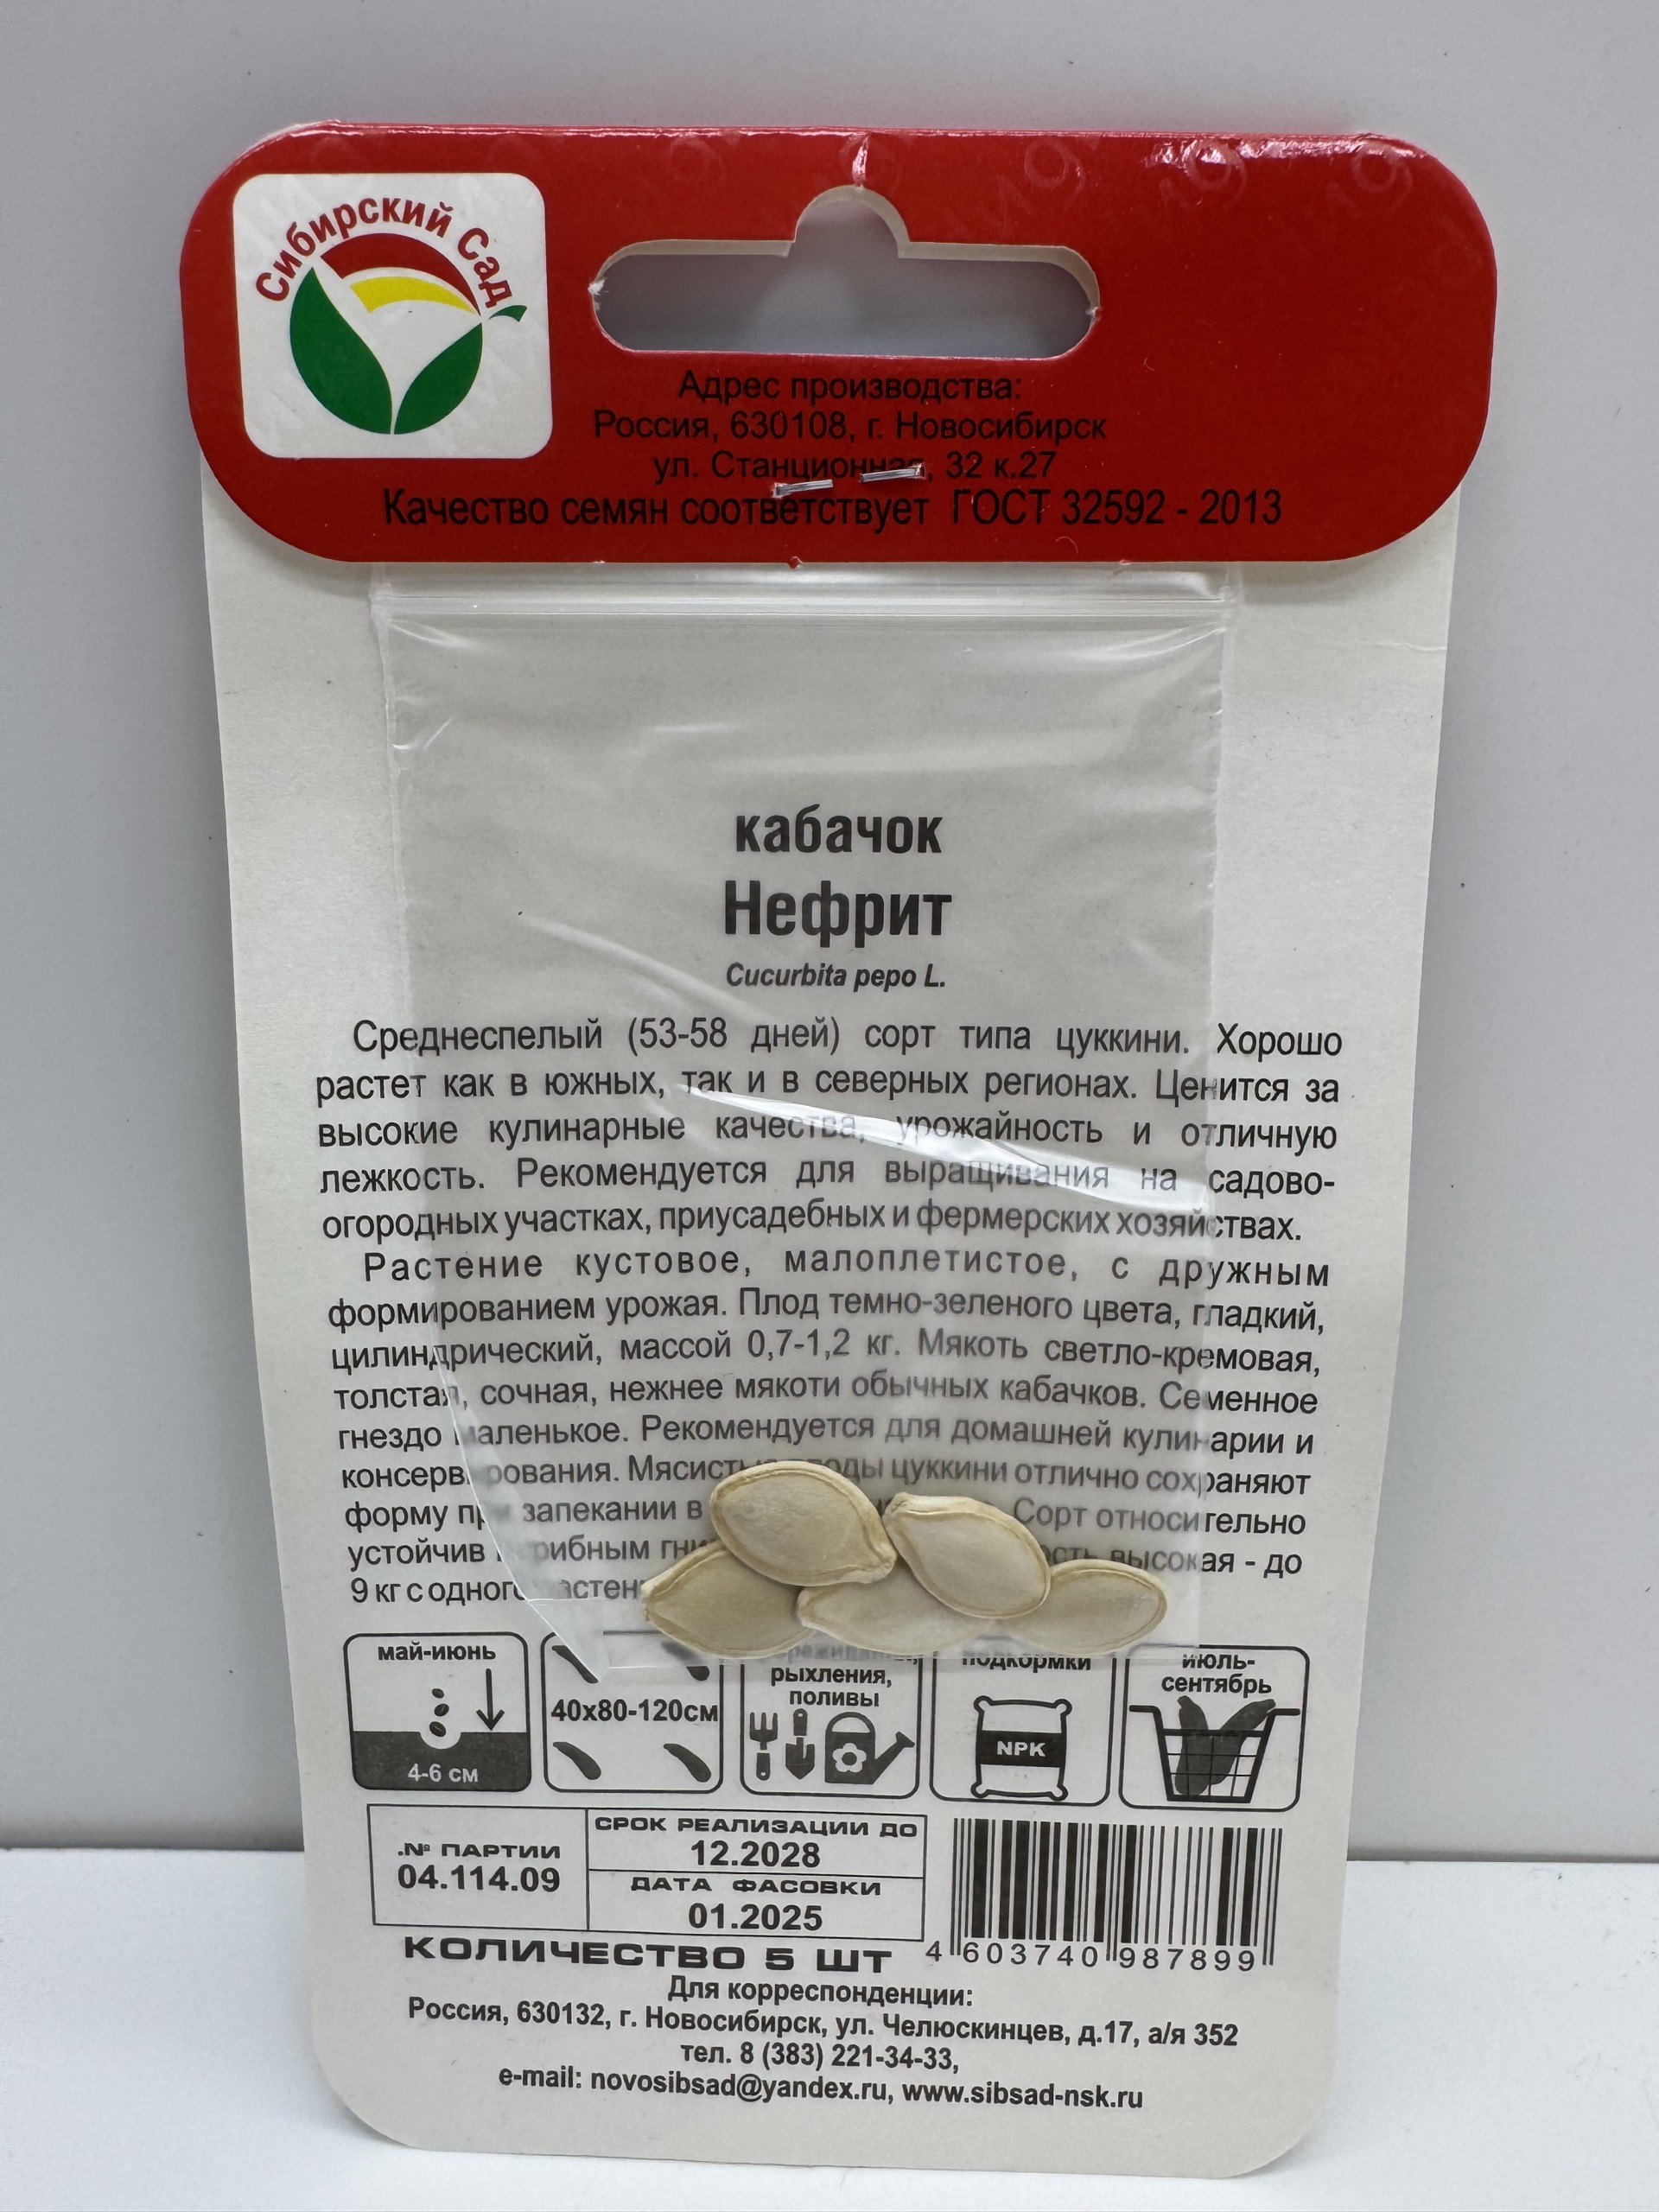 Сибирский Сад
Адрес производства:
Россия, 630108, г. Новосибирск
ул. Станционная, 32 к.27
Качество семян соответствует ГОСТ 32592 - 2013
кабачок
Нефрит
Cucurbita pepo L.
Среднеспелый (53-58 дней) сорт типа цуккини. Хорошо
растет как в южных, так и в северных регионах. Ценится за
высокие кулинарные качества, урожайность и отличную
лежкость. Рекомендуется для выращивания на садово-
огородных участках, приусадебных и фермерских хозяйствах.
Растение кустовое, малоплетистое, с дружным
формированием урожая. Плод темно-зеленого цвета, гладкий,
цилиндрический, массой 0,7-1,2 кг. Мякоть светло-кремовая,
толстая, сочная, нежнее мякоти обычных кабачков. Семенное
гнездо маленькое. Рекомендуется для домашней кулинарии и
консервирования. Мясистые плоды цуккини отлично сохраняют
форму при запекании в Сорт относительно
устойчив грибным высокая - до
9 кг с одного
май-июнь
4-6 см
40х80-120см
рыхления,
поливы
подкормки
NPK
июль-
сентябрь
.№ ПАРТИИ
04.114.09
СРОК РЕАЛИЗАЦИИ ДО
12.2028
ДАТА ФАСОВКИ
01.2025
КОЛИЧЕСТВО 5 ШТ
4 603740 987899
Для корреспонденции:
Россия, 630132, г. Новосибирск, ул. Челюскинцев, д.17, а/я 352
тел. 8 (383) 221-34-33,
e-mail: novosibsad@yandex.ru, www.sibsad-nsk.ru